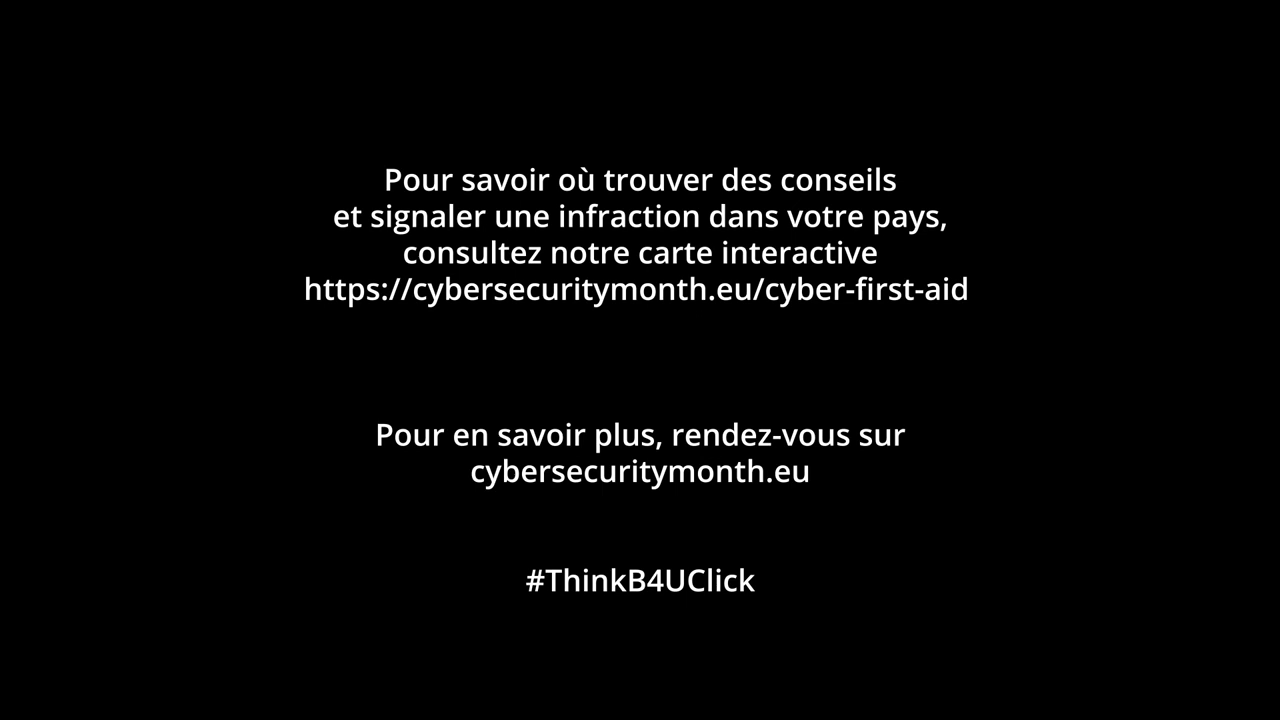 Pour savoir où trouver des conseils
et signaler une infraction dans votre pays,
consultez notre carte interactive
https://cybersecuritymonth.eu/cyber-first-aid
Pour en savoir plus, rendez-vous sur
cybersecuritymonth.eu
#ThinkB4UClick